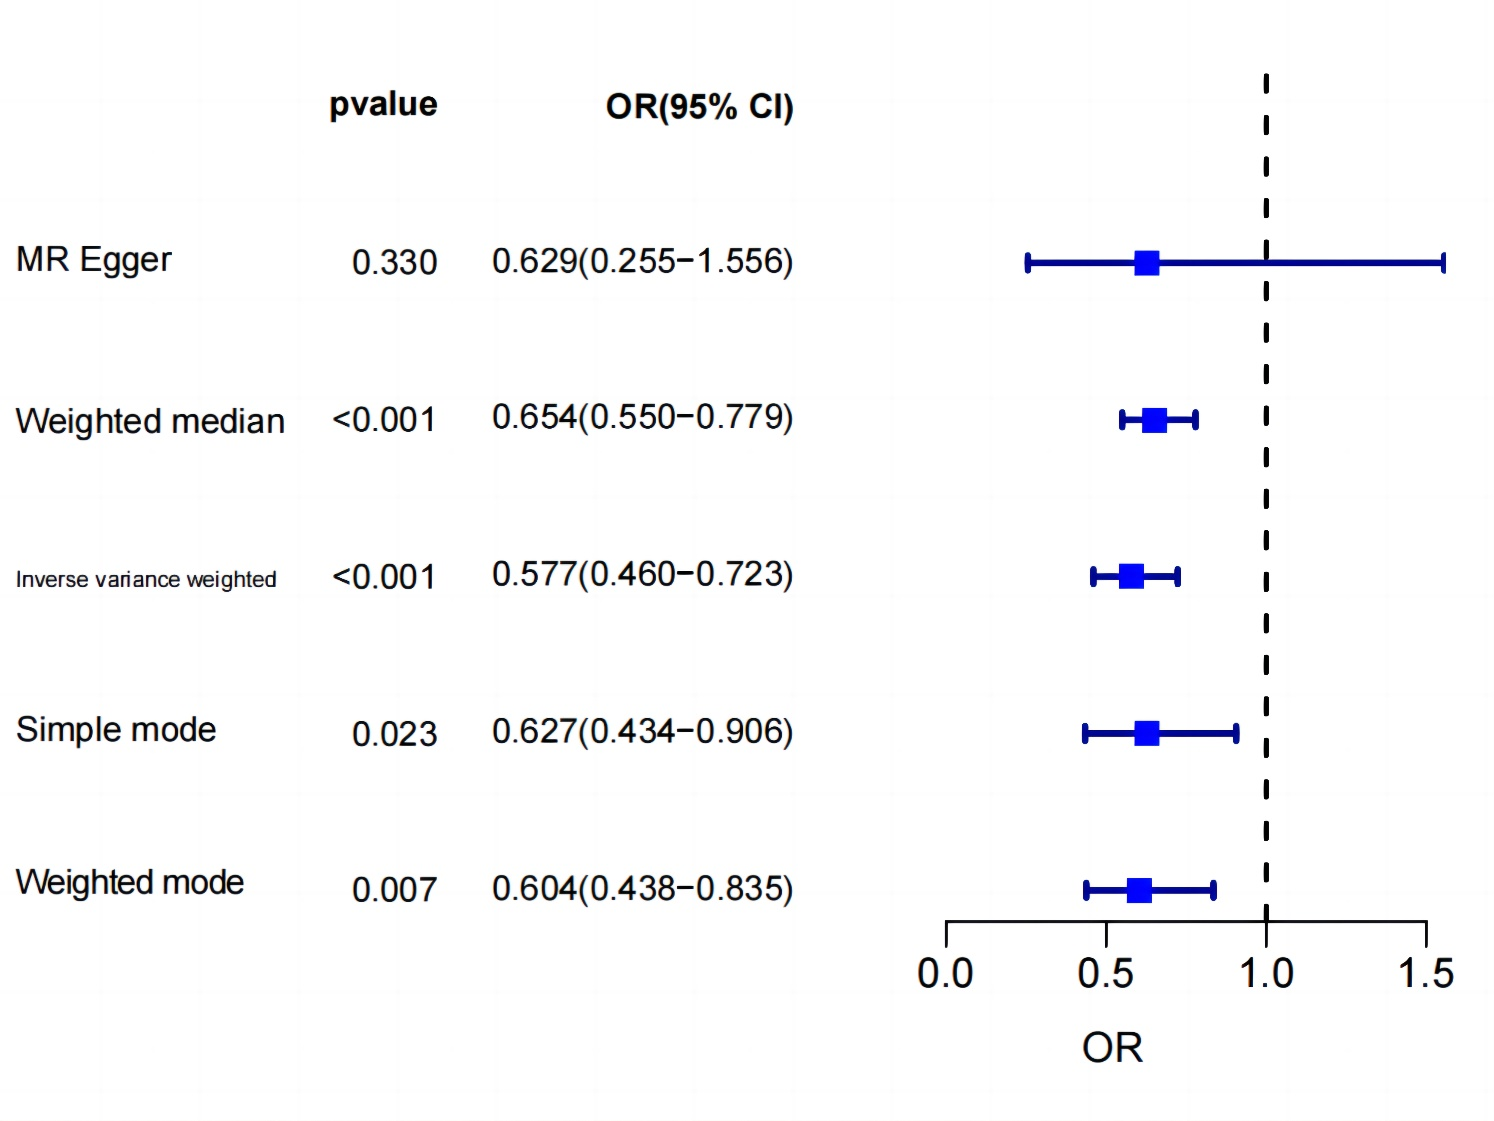 pvalue OR(95% CI)
MR Egger 0.330 0.629(0.255−1.556)
Weighted median <0.001 0.654(0.550−0.779)
Inverse variance weighted <0.001 0.577(0.460−0.723)
Simple mode 0.023 0.627(0.434−0.906)
Weighted mode 0.007 0.604(0.438−0.835)
0.0 0.5 1.0 1.5
OR